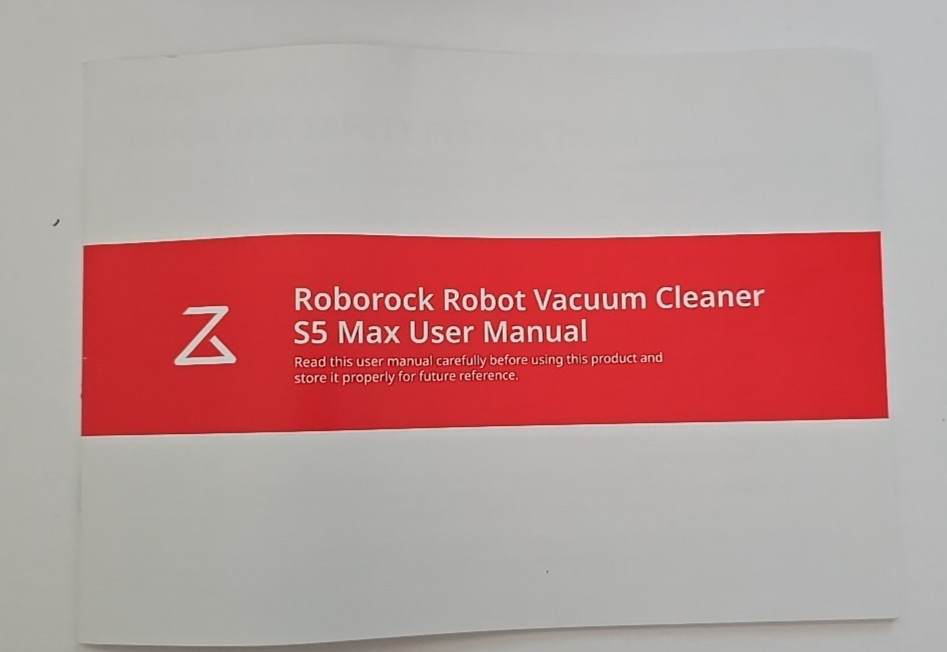 Roborock Robot Vacuum Cleaner
S5 Max User Manual
Read this user manual carefully before using this product and
store it properly for future reference.